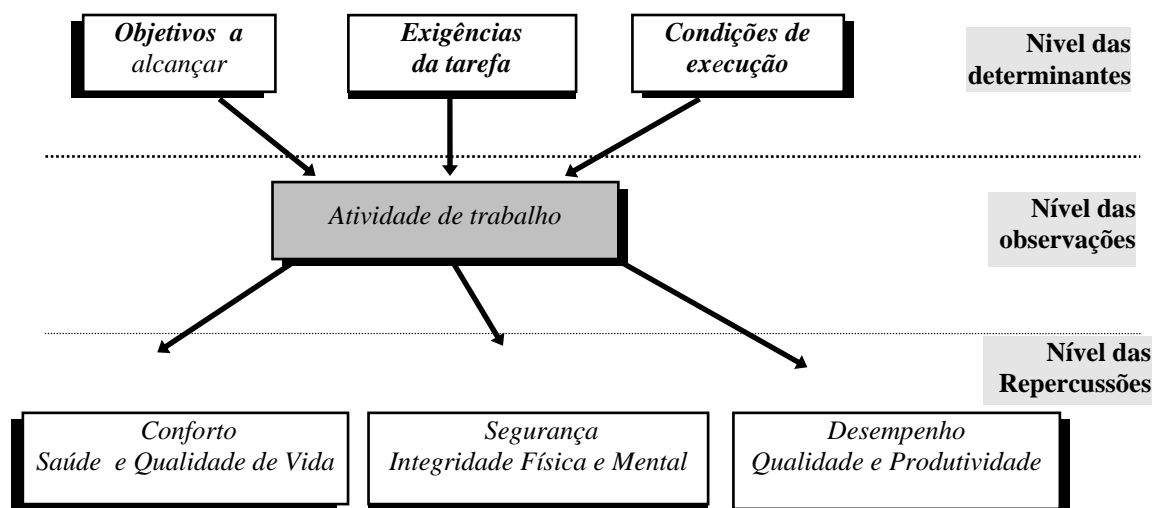 Objetivos a
alcançar
Exigências
da tarefa
Condições de
execução
Nivel das
determinantes
Atividade de trabalho
Nível das
observações
Nível das
Repercussões
Conforto
Saúde e Qualidade de Vida
Segurança
Integridade Física e Mental
Desempenho
Qualidade e Produtividade